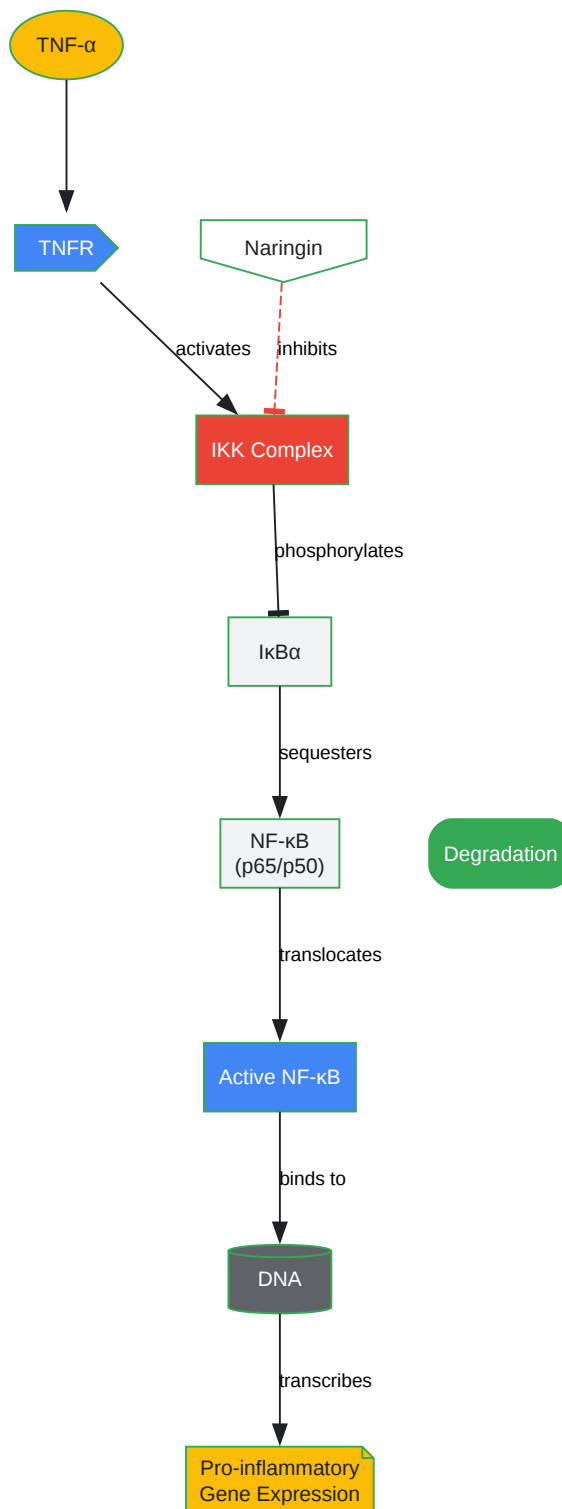 TNF-α
TNFR
Naringin
activates
inhibits
IKK Complex
phosphorylates
IκBα
sequesters
NF-κB
(p65/p50)
Degradation
translocates
Active NF-κB
binds to
DNA
transcribes
Pro-inflammatory
Gene Expression